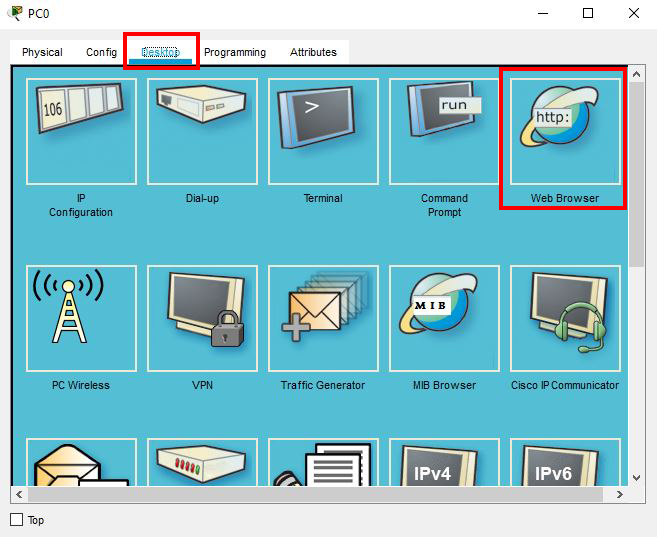 PC0
Physical
Config
Desktop
Programming
Attributes
106
>
run
http:
IP
Configuration
Dial-up
Terminal
Command
Prompt
Web Browser
MIB
PC Wireless
VPN
Traffic Generator
MIB Browser
Cisco IP Communicator
IPv4
IPv6
Top